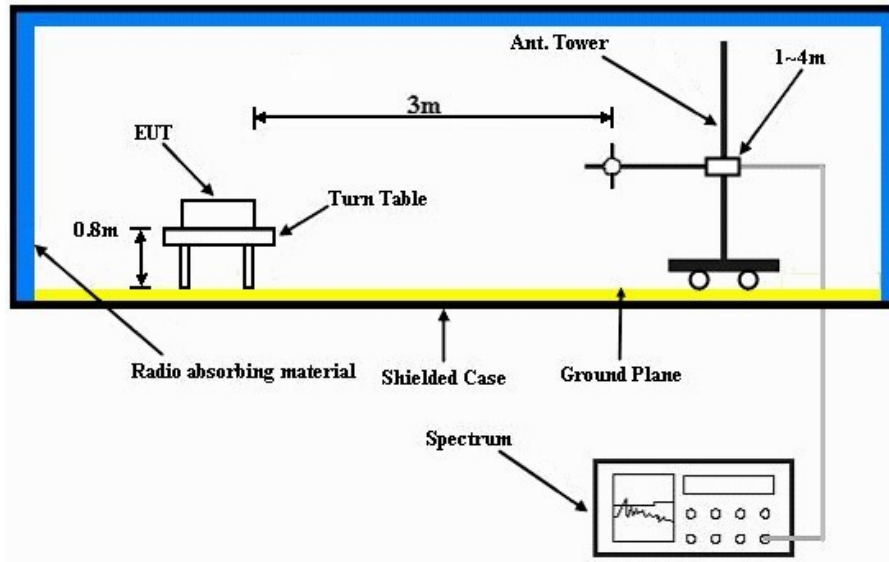 Ant. Tower
1~4m
3m
EUT
Turn Table
0.8m
Radio absorbing material
Shielded Case
Ground Plane
Spectrum